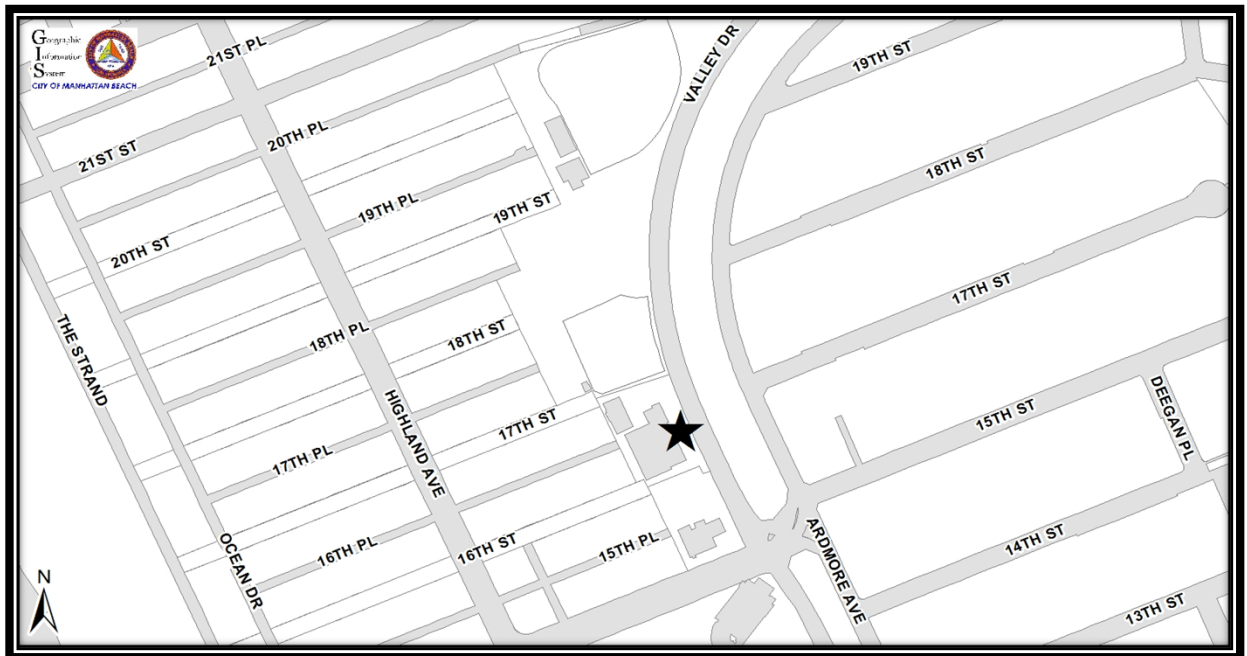 Geographic
Information
System
CITY OF MANHATTAN BEACH
21ST PL
VALLEY DR
19TH ST
21ST ST
20TH PL
18TH ST
19TH PL
19TH ST
20TH ST
17TH ST
THE STRAND
18TH PL
18TH ST
HIGHLAND AVE
17TH ST
15TH ST
DEEGAN PL
17TH PL
OCEAN DR
16TH PL
16TH ST
15TH PL
ARDMORE AVE
14TH ST
13TH ST
N